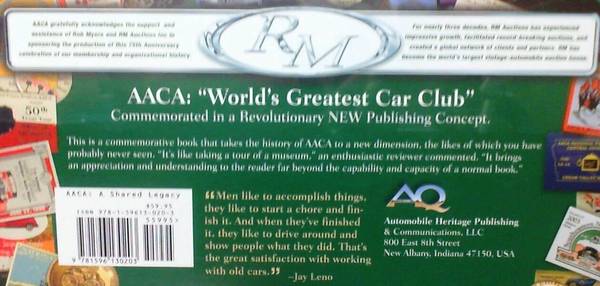 AACA gratefully acknowledges the support and
assistance of Rob Myers and RM Auctions Inc in
sponsoring the production of this 75th Anniversary
celebration of our membership and organizational history.
RM
For nearly three decades, RM Auctions has experienced
impressive growth, facilitated record breaking auctions, and
created a global network of clients and partners. RM has
become the world's largest vintage automobile auction house.
AACA: “World's Greatest Car Club”
Commemorated in a Revolutionary NEW Publishing Concept.
This is a commemorative book that takes the history of AACA to a new dimension, the likes of which you have
probably never seen. “It's like taking a tour of a museum,” an enthusiastic reviewer commented. “It brings
an appreciation and understanding to the reader far beyond the capability and capacity of a normal book.”
AACA: A Shared Legacy
$59.95
ISBN 978-1-59613-020-3
55995>
9 781596 130203
“Men like to accomplish things,
they like to start a chore and fin-
ish it. And when they've finished
it, they like to drive around and
show people what they did. That's
the great satisfaction with working
with old cars.”
–Jay Leno
AQ
Automobile Heritage Publishing
& Communications, LLC
800 East 8th Street
New Albany, Indiana 47150, USA
50th
2003